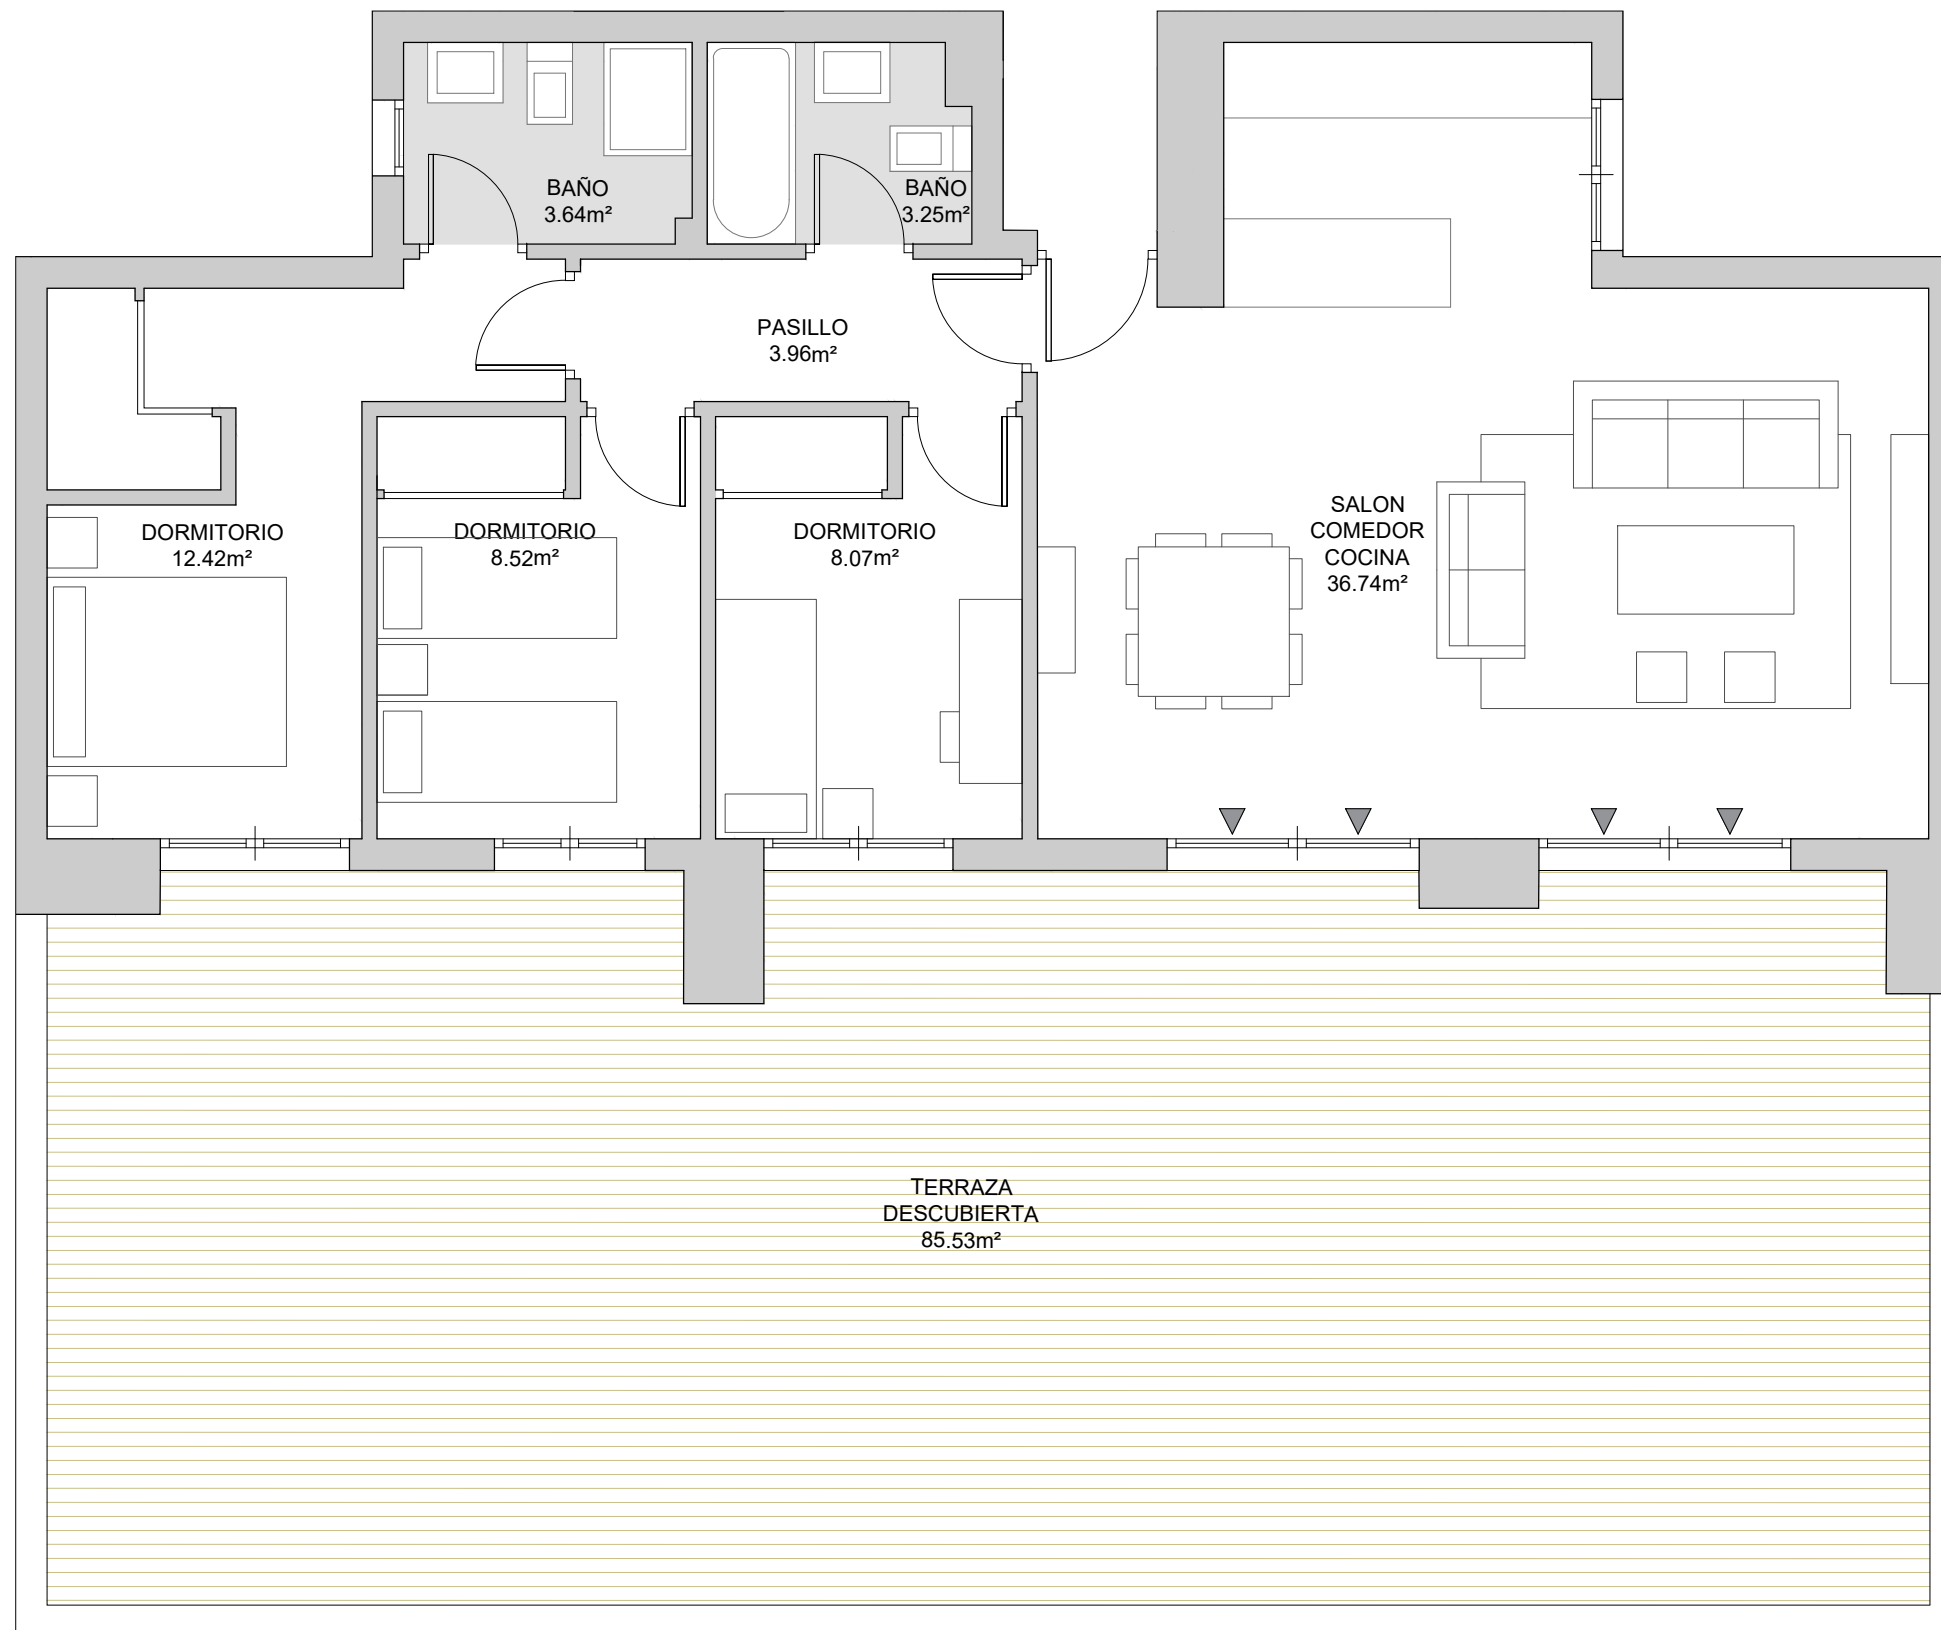 BAÑO
3.64m²
BAÑO
3.25m²
PASILLO
3.96m²
DORMITORIO
12.42m²
DORMITORIO
8.52m²
DORMITORIO
8.07m²
SALON
COMEDOR
COCINA
36.74m²
TERRAZA
DESCUBIERTA
85.53m²